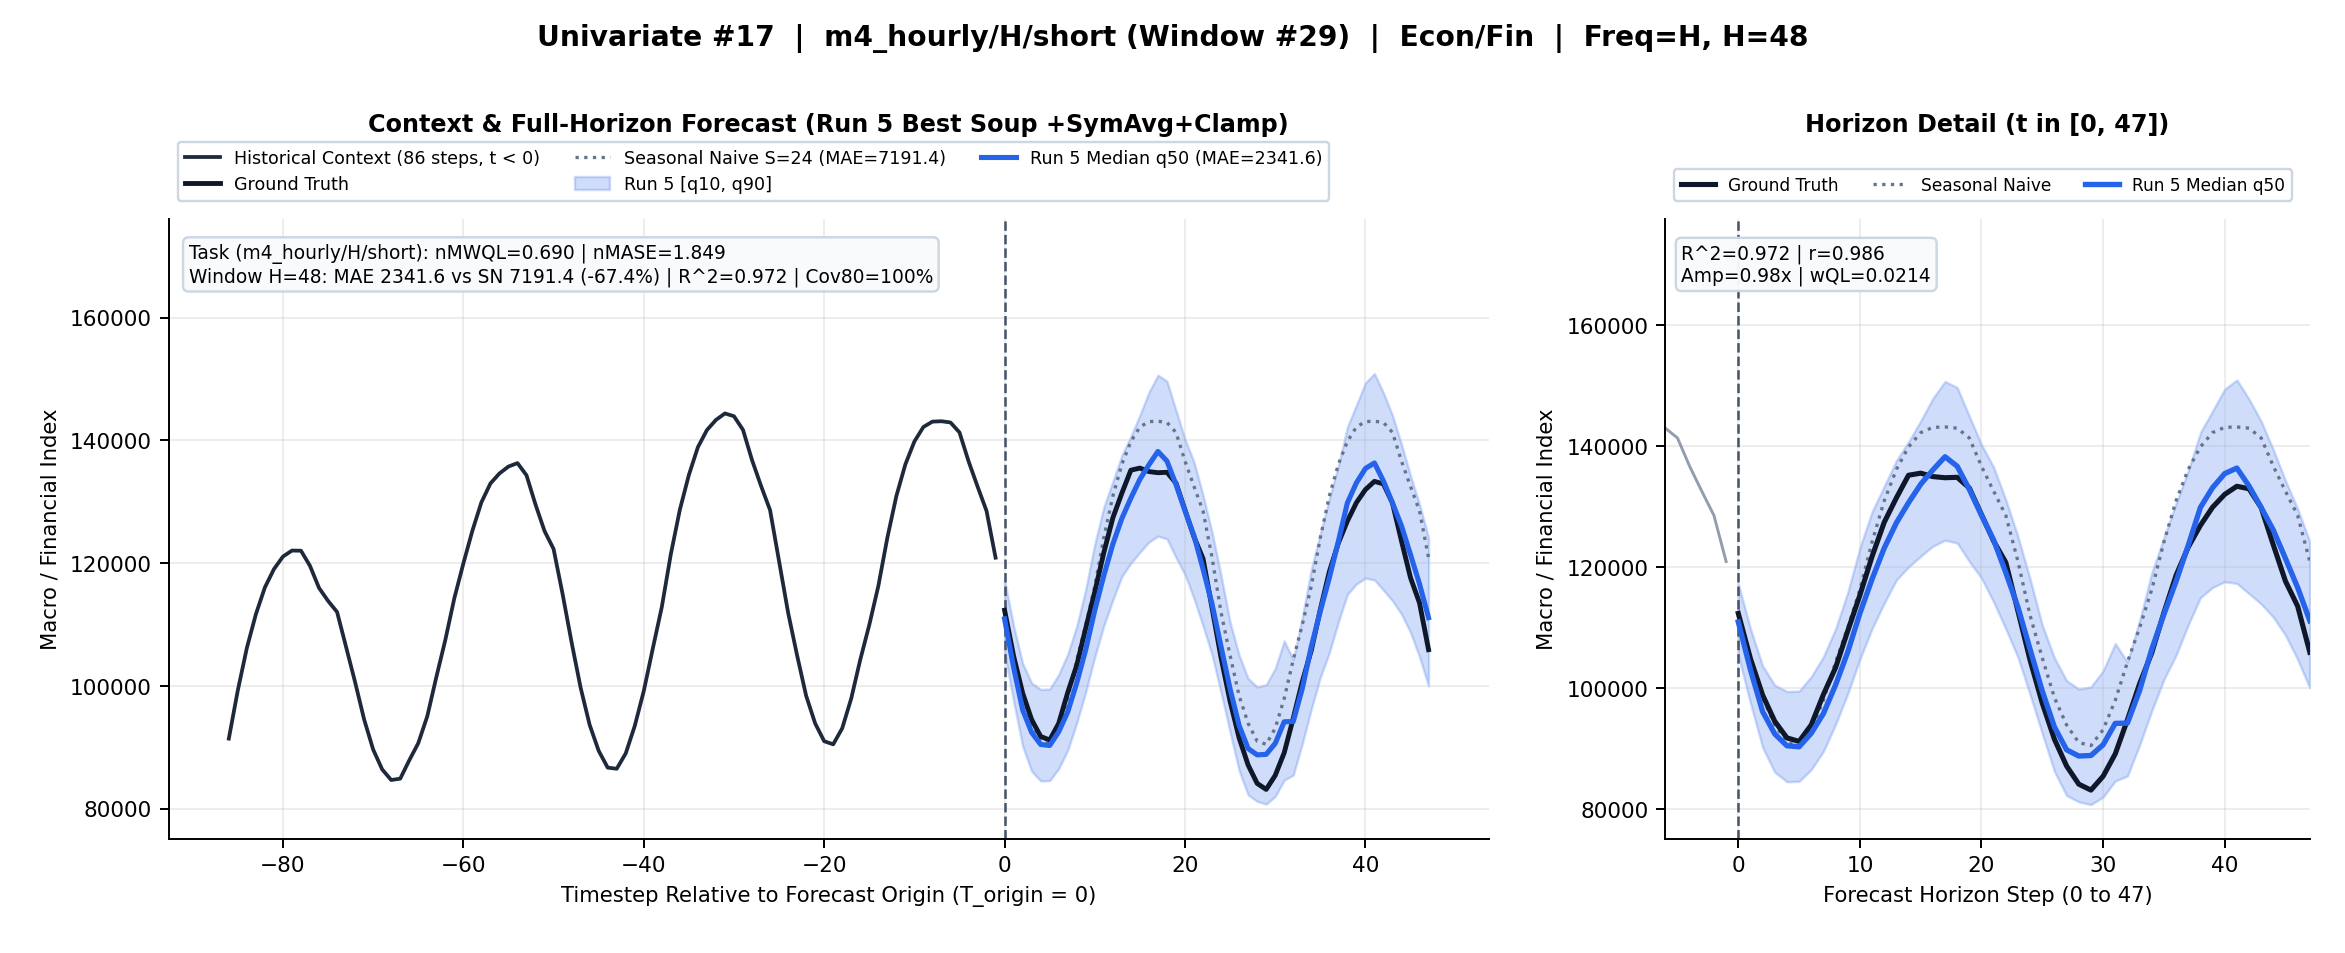 Univariate #17 | m4_hourly/H/short (Window #29) | Econ/Fin | Freq=H, H=48
Context & Full-Horizon Forecast (Run 5 Best Soup +SymAvg+Clamp)
Historical Context (86 steps, t < 0)
Ground Truth
Seasonal Naive S=24 (MAE=7191.4)
Run 5 [q10, q90]
Run 5 Median q50 (MAE=2341.6)
Task (m4_hourly/H/short): nMWQL=0.690 | nMASE=1.849
Window H=48: MAE 2341.6 vs SN 7191.4 (-67.4%) | R^2=0.972 | Cov80=100%
Macro / Financial Index
160000
140000
120000
100000
80000
−80
−60
−40
−20
0
20
40
Timestep Relative to Forecast Origin (T_origin = 0)
Horizon Detail (t in [0, 47])
Ground Truth
Seasonal Naive
Run 5 Median q50
R^2=0.972 | r=0.986
Amp=0.98x | wQL=0.0214
Macro / Financial Index
160000
140000
120000
100000
80000
0
10
20
30
40
Forecast Horizon Step (0 to 47)